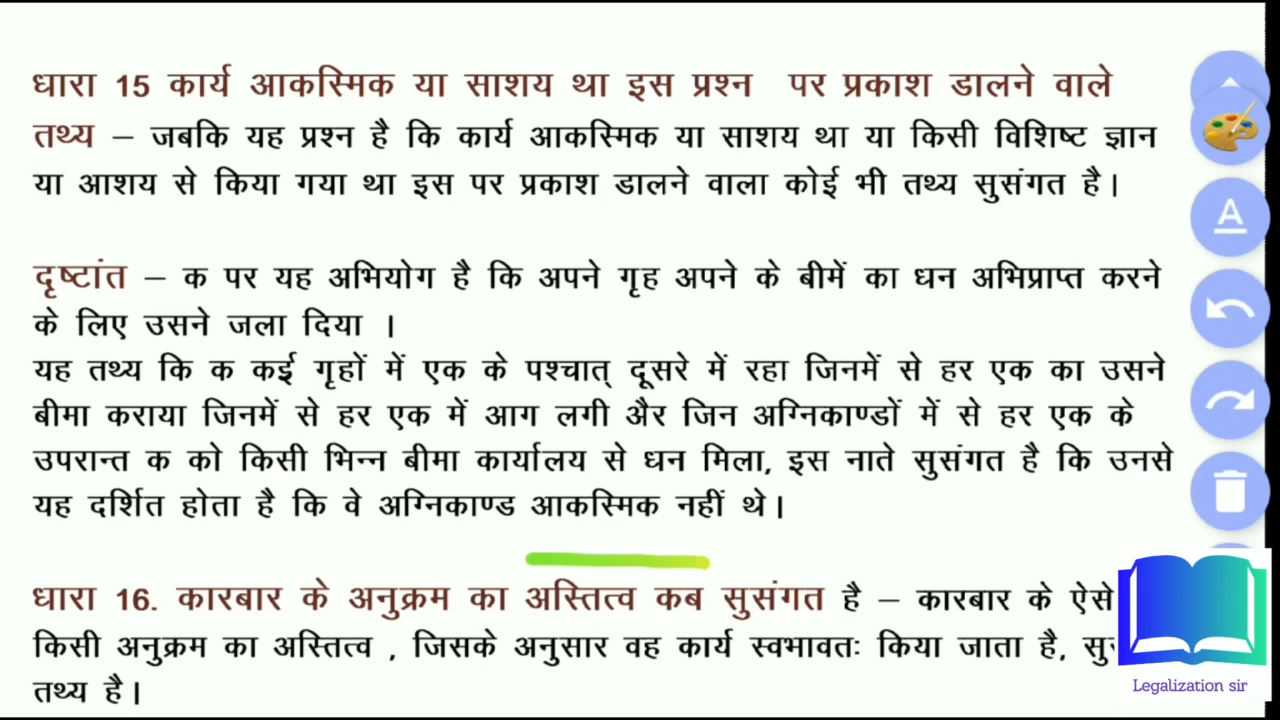 धारा 15 कार्य आकस्मिक या साशय था इस प्रश्न पर प्रकाश डालने वाले
तथ्य – जबकि यह प्रश्न है कि कार्य आकस्मिक या साशय था या किसी विशिष्ट ज्ञान
या आशय से किया गया था इस पर प्रकाश डालने वाला कोई भी तथ्य सुसंगत है।
दृष्टांत – क पर यह अभियोग है कि अपने गृह अपने के बीमें का धन अभिप्राप्त करने
के लिए उसने जला दिया ।
यह तथ्य कि क कई गृहों में एक के पश्चात् दूसरे में रहा जिनमें से हर एक का उसने
बीमा कराया जिनमें से हर एक में आग लगी और जिन अग्निकाण्डों में से हर एक के
उपरान्त क को किसी भिन्न बीमा कार्यालय से धन मिला, इस नाते सुसंगत है कि उनसे
यह दर्शित होता है कि वे अग्निकाण्ड आकस्मिक नहीं थे।
धारा 16. कारबार के अनुक्रम का अस्तित्व कब सुसंगत है – कारबार के ऐसे
किसी अनुक्रम का अस्तित्व , जिसके अनुसार वह कार्य स्वभावतः किया जाता है,
तथ्य है।
A
Legalization sir